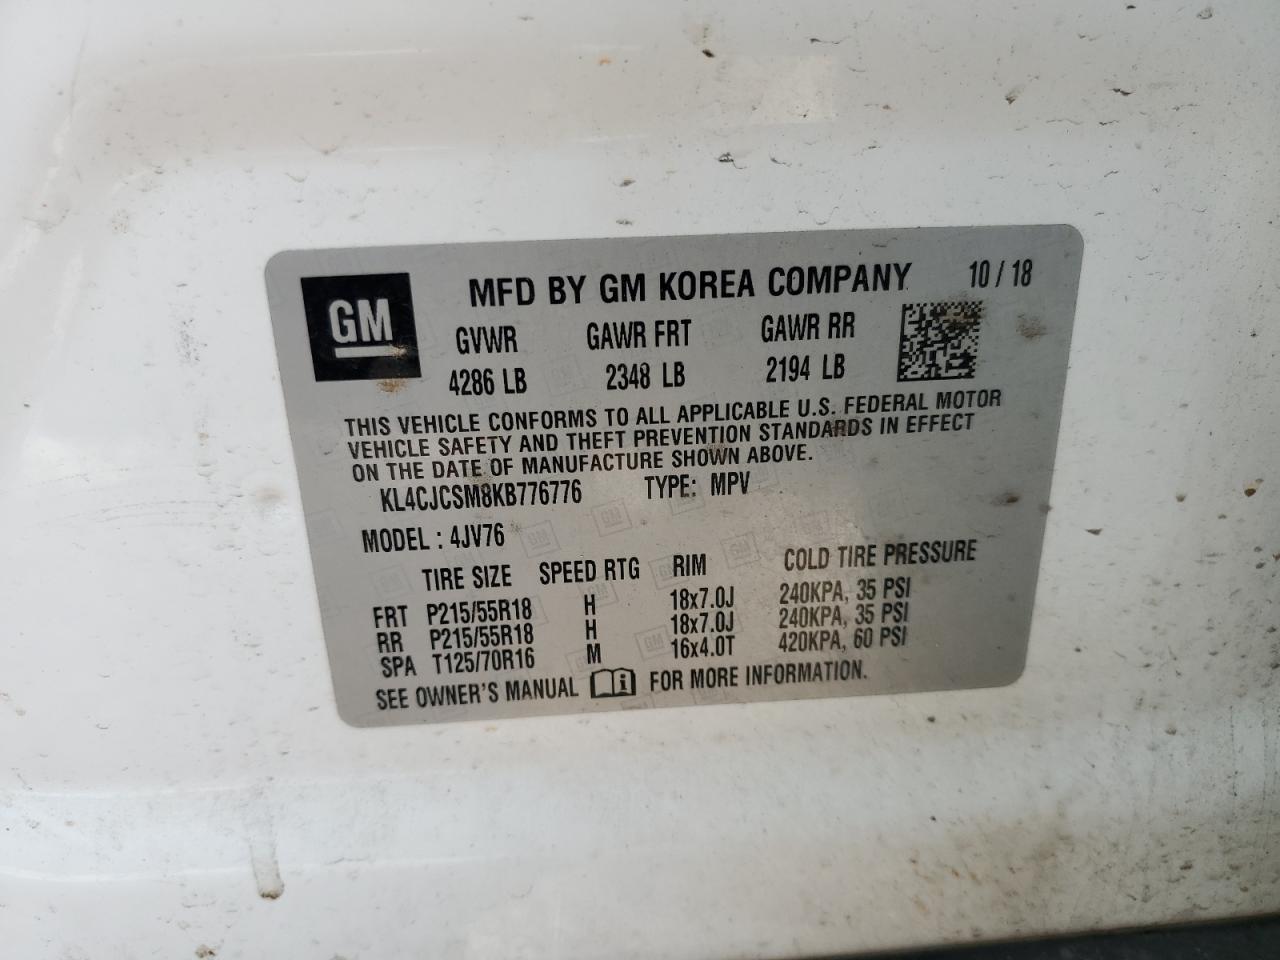 GM
MFD BY GM KOREA COMPANY 10 / 18
GVWR GAWR FRT GAWR RR
4286 LB 2348 LB 2194 LB
THIS VEHICLE CONFORMS TO ALL APPLICABLE U.S. FEDERAL MOTOR
VEHICLE SAFETY AND THEFT PREVENTION STANDARDS IN EFFECT
ON THE DATE OF MANUFACTURE SHOWN ABOVE.
KL4CJCSM8KB776776 TYPE: MPV
MODEL : 4JV76
TIRE SIZE SPEED RTG RIM COLD TIRE PRESSURE
FRT P215/55R18 H 18x7.0J 240KPA, 35 PSI
RR P215/55R18 H 18x7.0J 240KPA, 35 PSI
SPA T125/70R16 M 16x4.0T 420KPA, 60 PSI
SEE OWNER'S MANUAL i FOR MORE INFORMATION.